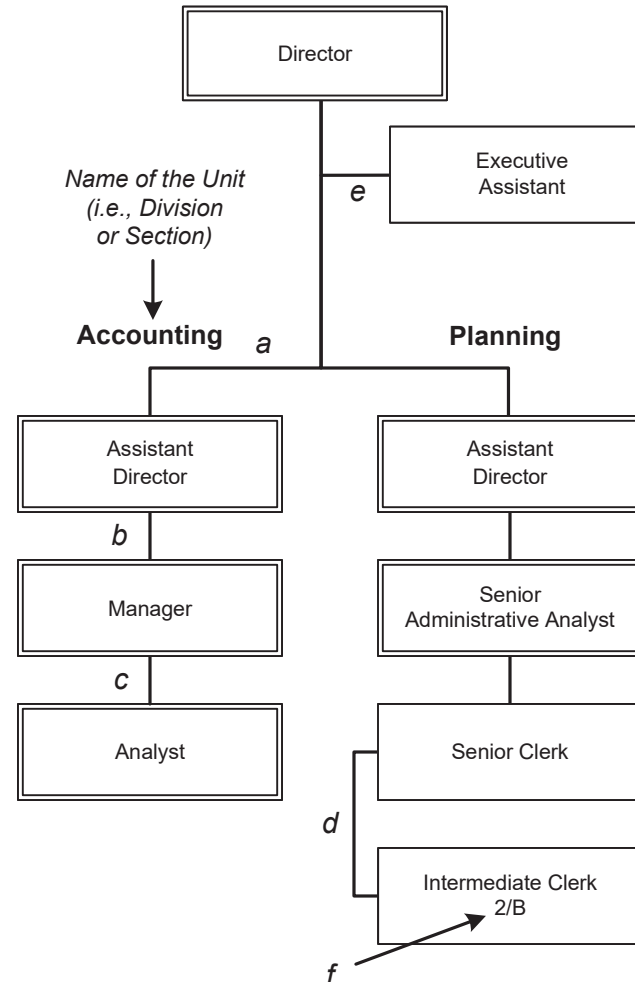 Director
Executive
Assistant
e
Name of the Unit
(i.e., Division
or Section)
Accounting
a
Planning
Assistant
Director
Assistant
Director
b
Manager
Senior
Administrative Analyst
c
Analyst
Senior Clerk
d
Intermediate Clerk
2/B
f